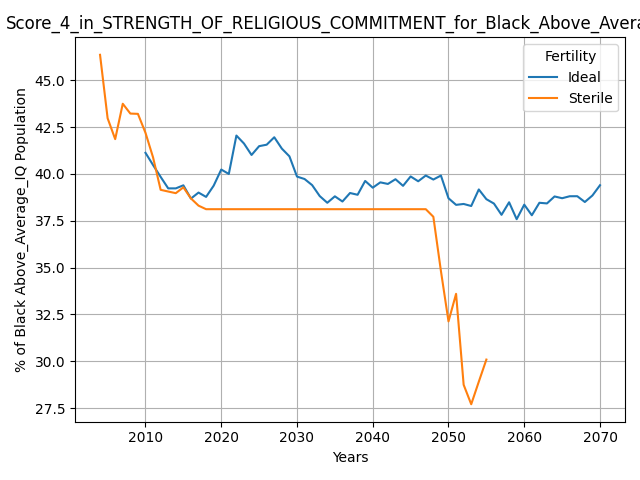 Score_4_in_STRENGTH_OF_RELIGIOUS_COMMITMENT_for_Black_Above_Avera
Fertility
Ideal
Sterile
% of Black Above_Average_IQ Population
45.0
42.5
40.0
37.5
35.0
32.5
30.0
27.5
2010 2020 2030 2040 2050 2060 2070
Years